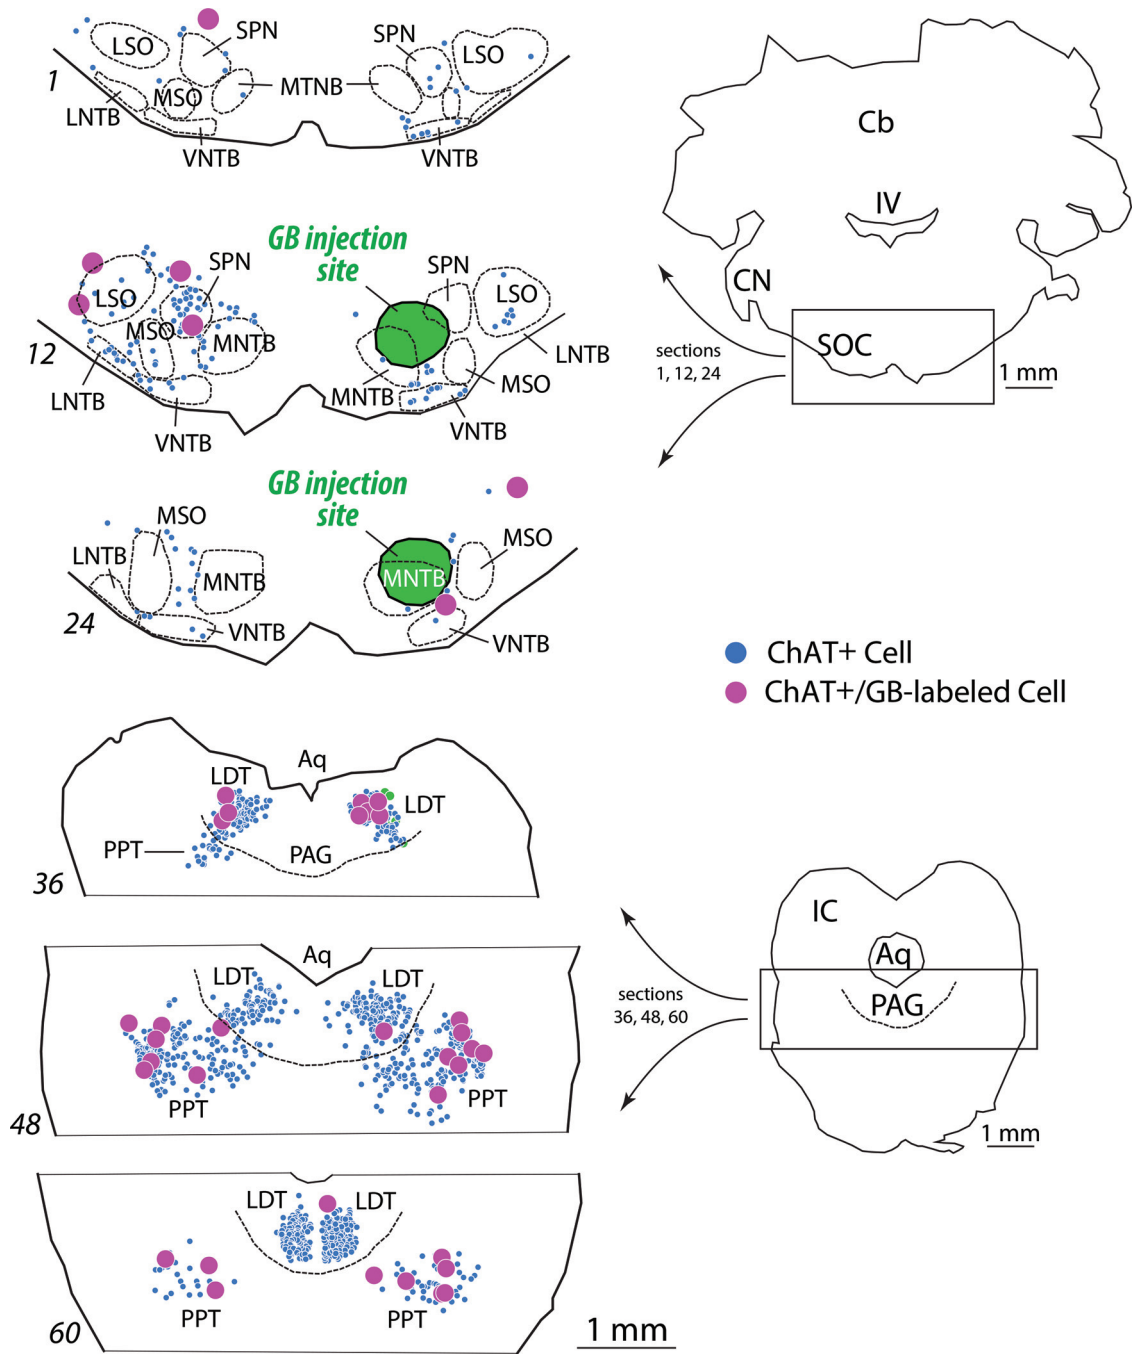 LSO
SPN
SPN
LSO
1
MSO
MTNB
LNTB
VNTB
VNTB
Cb
IV
CN
SOC
sections
1, 12, 24
1 mm
GB injection
site
SPN
SPN
LSO
LSO
MSO
MNTB
12
LNTB
MNTB
MSO
LNTB
VNTB
VNTB
GB injection
site
MSO
MSO
LNTB
MNTB
MNTB
24
VNTB
VNTB
ChAT+ Cell
ChAT+/GB-labeled Cell
Aq
LDT
LDT
PPT
PAG
36
IC
Aq
PAG
sections
36, 48, 60
1 mm
Aq
LDT
LDT
PPT
PPT
48
LDT
LDT
PPT
PPT
60
1 mm